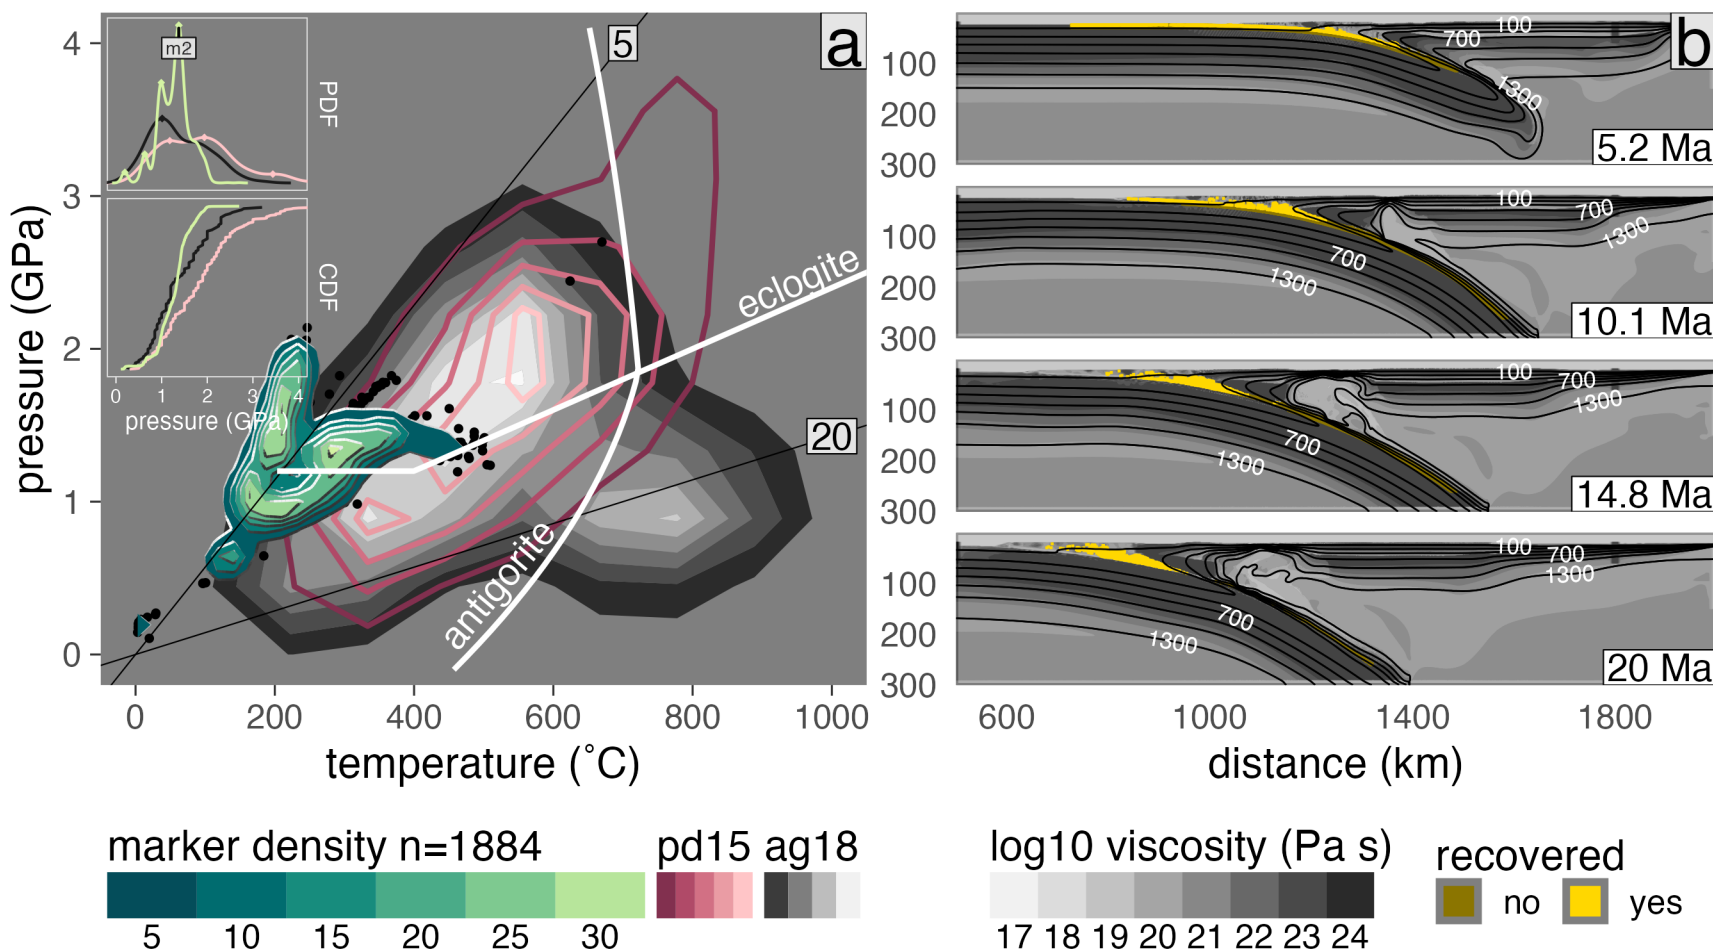 a
5
20
eclogite
antigorite
m2
PDF
CDF
0 1 2 3 4
pressure (GPa)
4
3
2
1
0
pressure (GPa)
0 200 400 600 800 1000
temperature (˚C)
b
100
700
1300
5.2 Ma
100
200
300
100
700
1300
700
1300
10.1 Ma
100
200
300
100
700
1300
700
1300
14.8 Ma
100
200
300
100
700
1300
700
1300
20 Ma
100
200
300
600 1000 1400 1800
distance (km)
marker density n=1884
5 10 15 20 25 30
pd15 ag18
log10 viscosity (Pa s)
17 18 19 20 21 22 23 24
recovered
no yes